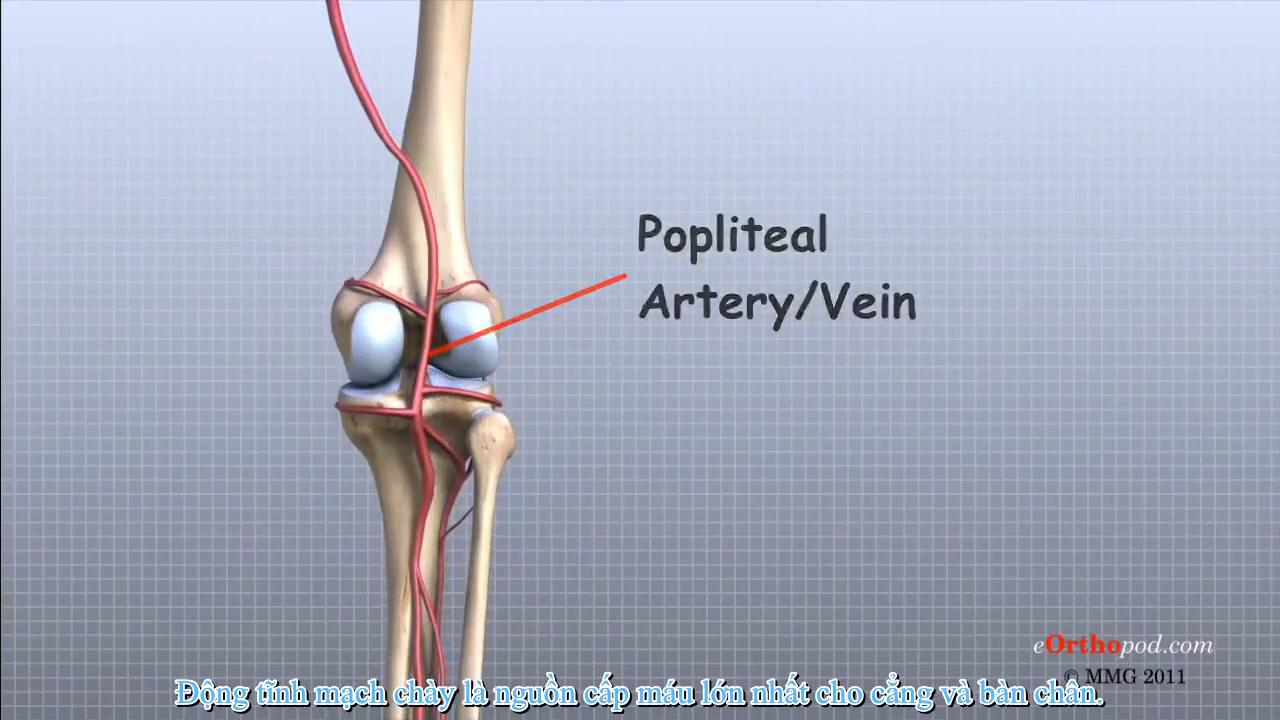 Popliteal
Artery/Vein
eOrthopod.com
© MMG 2011
Động tĩnh mạch chày là nguồn cấp máu lớn nhất cho cẳng và bàn chân.